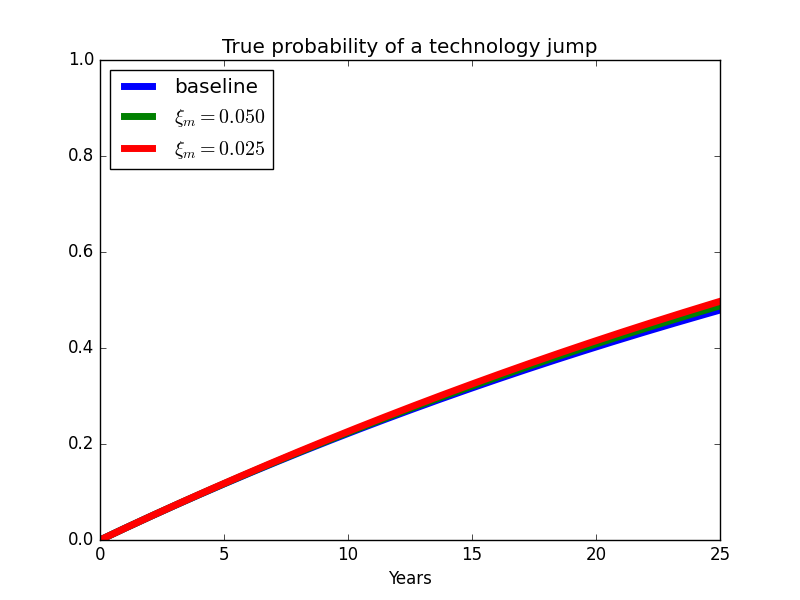 True probability of a technology jump
1.0
baseline
ξm = 0.050
ξm = 0.025
0.8
0.6
0.4
0.2
0.0
0 5 10 15 20 25
Years